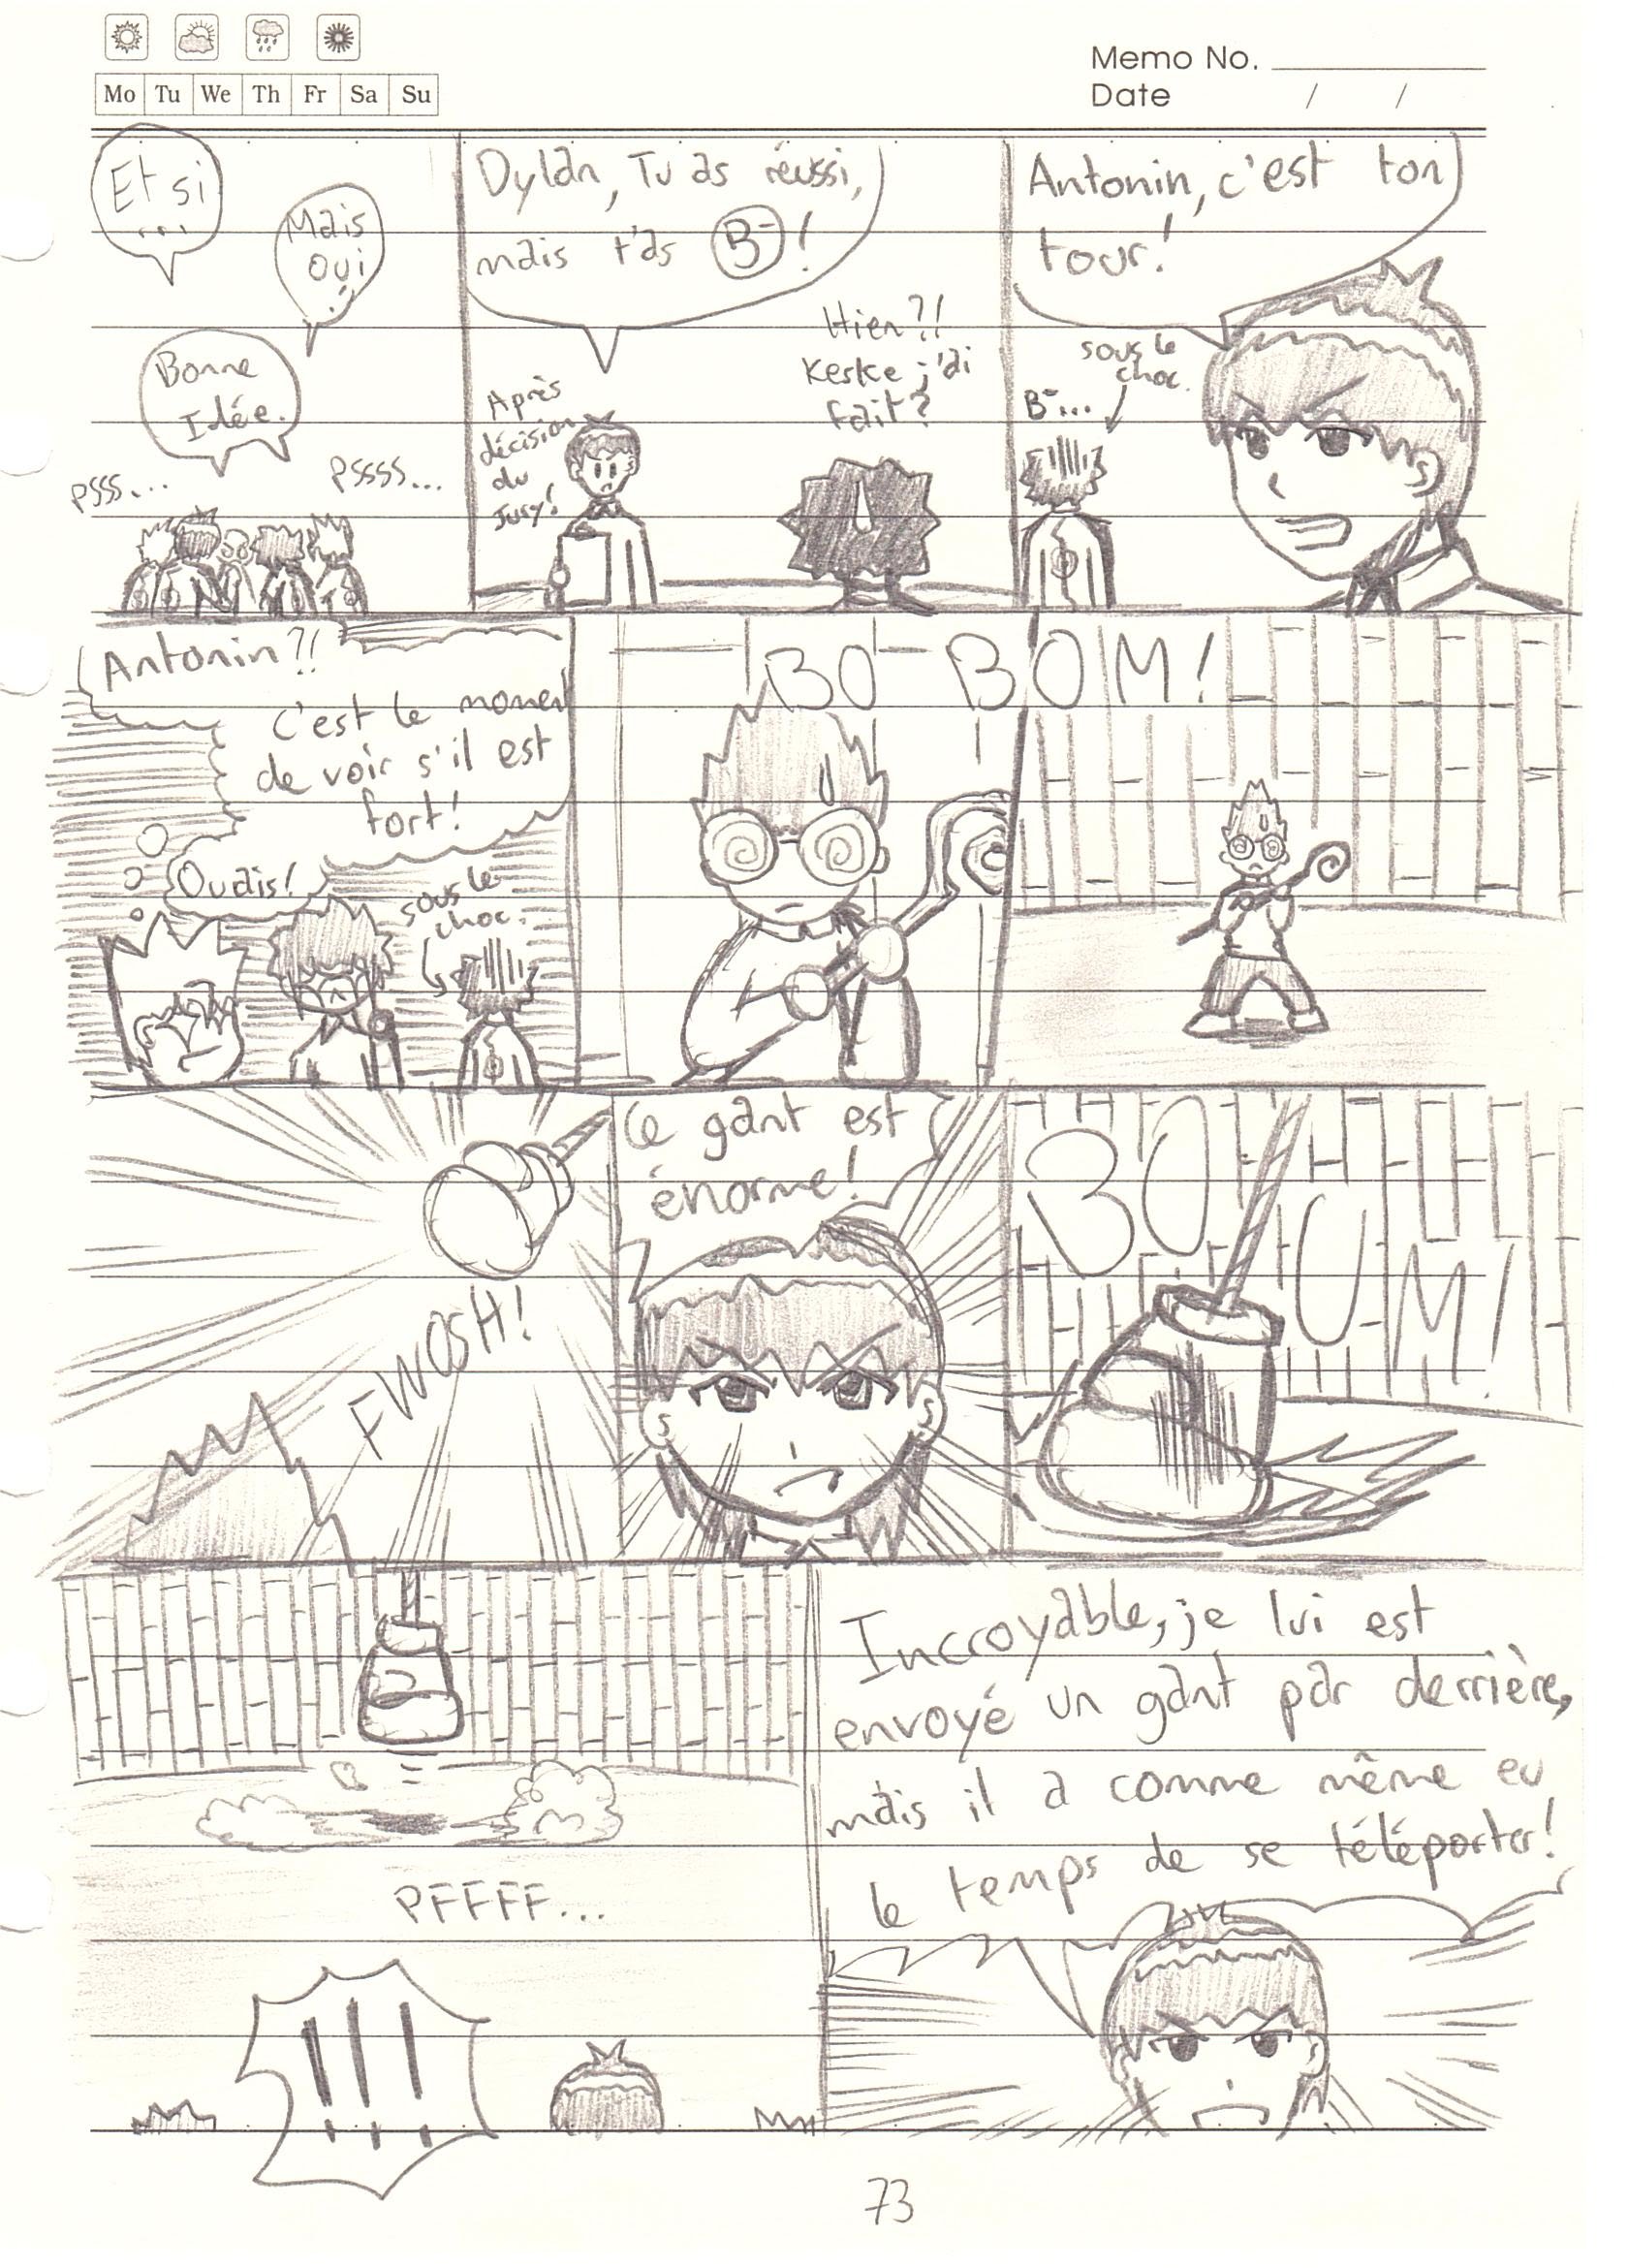 Mo Tu We Th Fr Sa Su
Memo No.
Date / /
Et si
...
Mais
oui
!
Bonne
Idée.
Psss...
Pssss...
Dylan, Tu as réussi,
mais t'as B- !
Après
décision
du
Jury!
Hien?!
Keske j'ai
fait?
Antonin, c'est ton
tour!
sous le
choc.
B-...
Antonin?!
c'est le moment
de voir s'il est
fort!
Ouais!
sous le
choc.
BO BOM!
FWOSH!
Ce gant est
énorme!
BOUM!
PFFFF...
!!!
Incroyable, je lui est
envoyé un gant par derrière,
mais il a comme même eu
le temps de se téléporter!
73